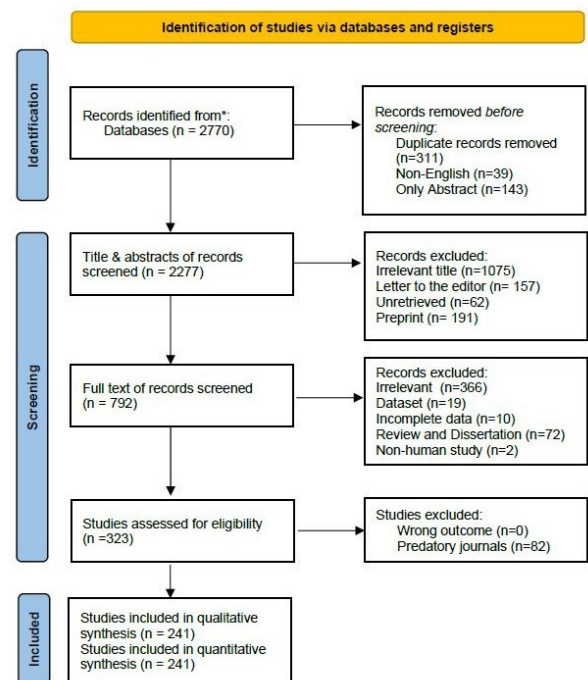 Identification of studies via databases and registers
Identification
Records identified from*:
Databases (n = 2770)
Records removed before
screening:
Duplicate records removed
(n=311)
Non-English (n=39)
Only Abstract (n=143)
Screening
Title & abstracts of records
screened (n = 2277)
Records excluded:
Irrelevant title (n=1075)
Letter to the editor (n= 157)
Unretrieved (n=62)
Preprint (n= 191)
Full text of records screened
(n = 792)
Records excluded:
Irrelevant (n=366)
Dataset (n=19)
Incomplete data (n=10)
Review and Dissertation (n=72)
Non-human study (n=2)
Studies assessed for eligibility
(n =323)
Studies excluded:
Wrong outcome (n=0)
Predatory journals (n=82)
Included
Studies included in qualitative
synthesis (n = 241)
Studies included in quantitative
synthesis (n = 241)